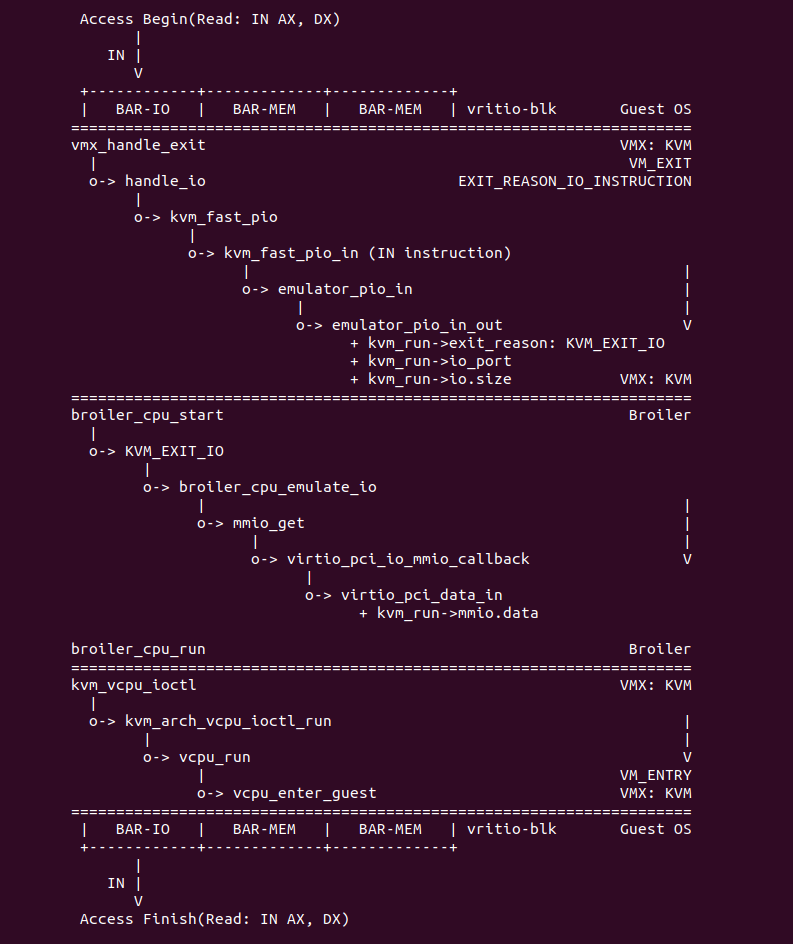 Access Begin(Read: IN AX, DX)
       |
    IN |
       V
 +------------+-------------+-------------+
 |   BAR-IO   |   BAR-MEM   |   BAR-MEM   | vritio-blk       Guest OS
=====================================================================
vmx_handle_exit                                              VMX: KVM
  |                                                           VM_EXIT
  o-> handle_io                            EXIT_REASON_IO_INSTRUCTION
       |
       o-> kvm_fast_pio
             |
             o-> kvm_fast_pio_in (IN instruction)
                   |                                                |
                   o-> emulator_pio_in                              |
                         |                                          |
                         o-> emulator_pio_in_out                    V
                               + kvm_run->exit_reason: KVM_EXIT_IO
                               + kvm_run->io_port
                               + kvm_run->io.size            VMX: KVM
=====================================================================
broiler_cpu_start                                             Broiler
  |
  o-> KVM_EXIT_IO
        |
        o-> broiler_cpu_emulate_io
              |                                                     |
              o-> mmio_get                                          |
                    |                                               |
                    o-> virtio_pci_io_mmio_callback                 V
                          |
                          o-> virtio_pci_data_in
                                + kvm_run->mmio.data

broiler_cpu_run                                               Broiler
=====================================================================
kvm_vcpu_ioctl                                               VMX: KVM
  |
  o-> kvm_arch_vcpu_ioctl_run                                       |
        |                                                           |
        o-> vcpu_run                                                V
              |                                              VM_ENTRY
              o-> vcpu_enter_guest                           VMX: KVM
=====================================================================
 |   BAR-IO   |   BAR-MEM   |   BAR-MEM   | vritio-blk       Guest OS
 +------------+-------------+-------------+
       |
    IN |
       V
 Access Finish(Read: IN AX, DX)